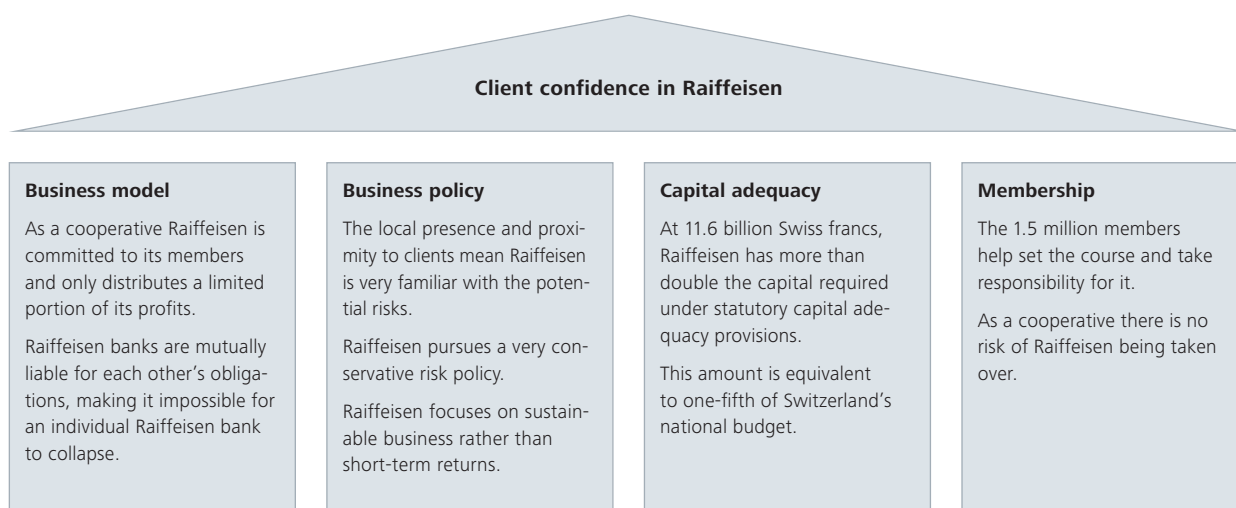 Client confidence in Raiffeisen
Business model
As a cooperative Raiffeisen is
committed to its members
and only distributes a limited
portion of its profits.
Raiffeisen banks are mutually
liable for each other's obliga-
tions, making it impossible for
an individual Raiffeisen bank
to collapse.
Business policy
The local presence and proxi-
mity to clients mean Raiffeisen
is very familiar with the poten-
tial risks.
Raiffeisen pursues a very con-
servative risk policy.
Raiffeisen focuses on sustain-
able business rather than
short-term returns.
Capital adequacy
At 11.6 billion Swiss francs,
Raiffeisen has more than
double the capital required
under statutory capital ade-
quacy provisions.
This amount is equivalent
to one-fifth of Switzerland's
national budget.
Membership
The 1.5 million members
help set the course and take
responsibility for it.
As a cooperative there is no
risk of Raiffeisen being taken
over.